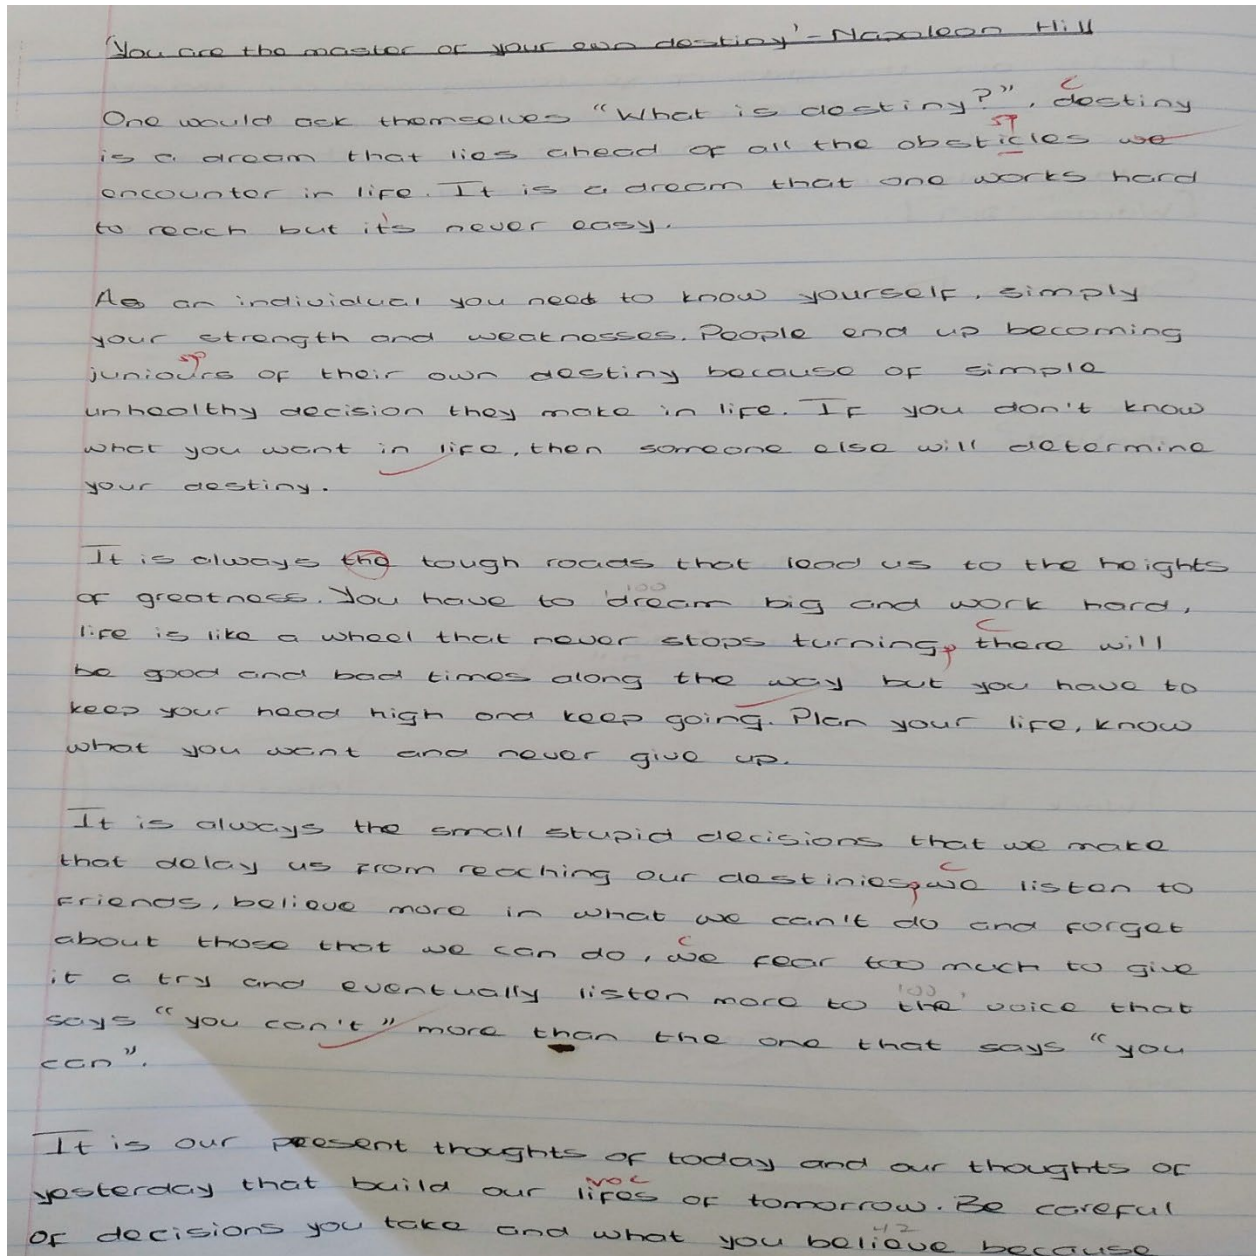 'You are the master of your own destiny' - Napoleon Hill
One would ask themselves "What is destiny?", destiny
is a dream that lies ahead of all the obsticles we
encounter in life. It is a dream that one works hard
to reach but it's never easy.
As an individual you need to know yourself, simply
your strength and weaknesses. People end up becoming
juniours of their own destiny because of simple
unhealthy decision they make in life. If you don't know
what you want in life, then someone else will determine
your destiny.
It is always the tough roads that lead us to the heights
of greatness. You have to dream big and work hard,
life is like a wheel that never stops turning, there will
be good and bad times along the way but you have to
keep your head high and keep going. Plan your life, know
what you want and never give up.
It is always the small stupid decisions that we make
that delay us from reaching our destinies, we listen to
friends, believe more in what we can't do and forget
about those that we can do, we fear too much to give
it a try and eventually listen more to the voice that
says "you can't" more than the one that says "you
can".
It is our present thoughts of today and our thoughts of
yesterday that build our lifes of tomorrow. Be careful
of decisions you take and what you believe because